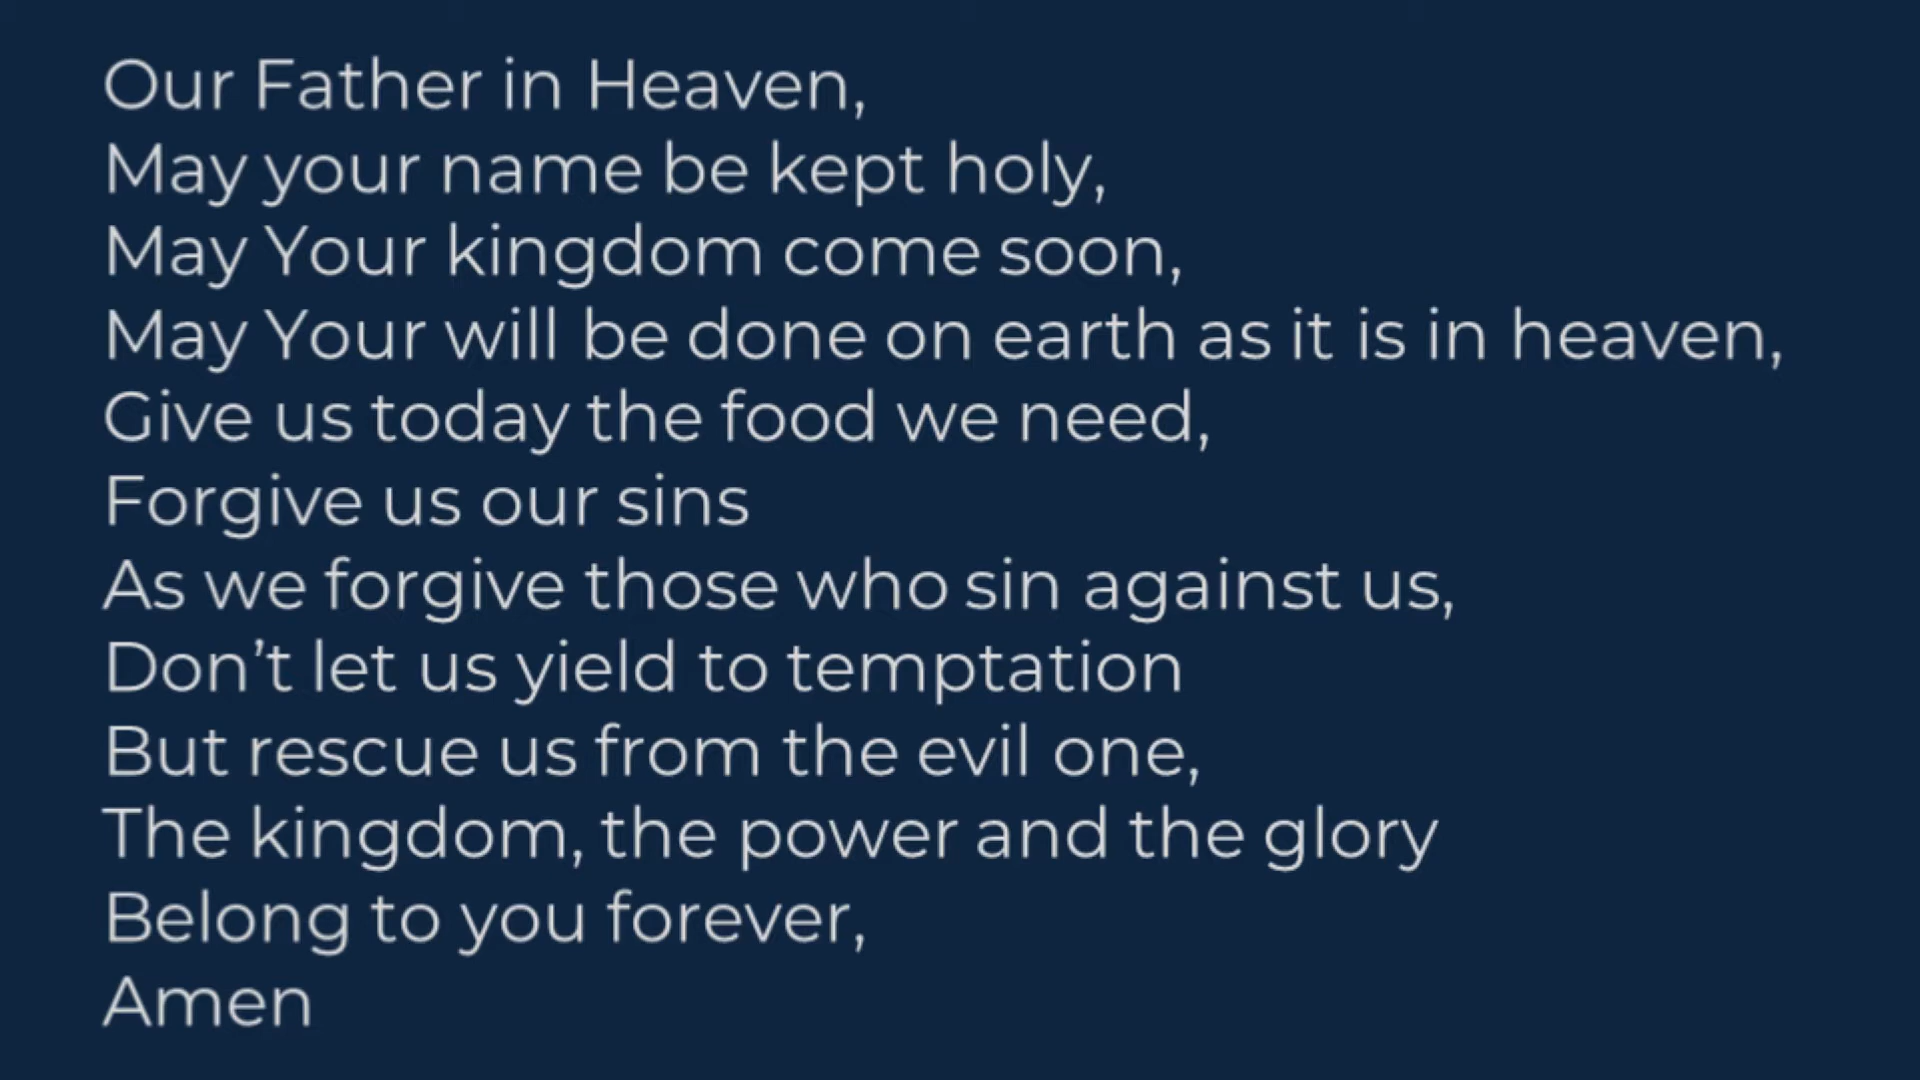 Our Father in Heaven,
May your name be kept holy,
May Your kingdom come soon,
May Your will be done on earth as it is in heaven,
Give us today the food we need,
Forgive us our sins
As we forgive those who sin against us,
Don’t let us yield to temptation
But rescue us from the evil one,
The kingdom, the power and the glory
Belong to you forever,
Amen